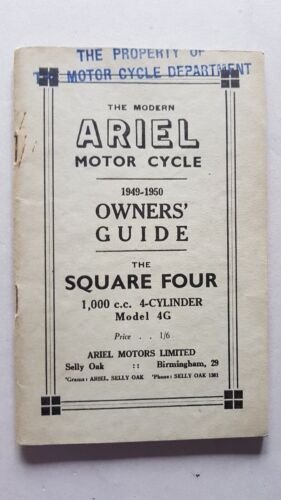 THE PROPERTY OF
THE MOTOR CYCLE DEPARTMENT
THE MODERN
ARIEL
MOTOR CYCLE
1949-1950
OWNERS'
GUIDE
THE
SQUARE FOUR
1,000 c.c. 4-CYLINDER
Model 4G
Price . . 1/6
ARIEL MOTORS LIMITED
Selly Oak :: Birmingham, 29
'Grams: ARIEL, SELLY OAK 'Phone: SELLY OAK 1381